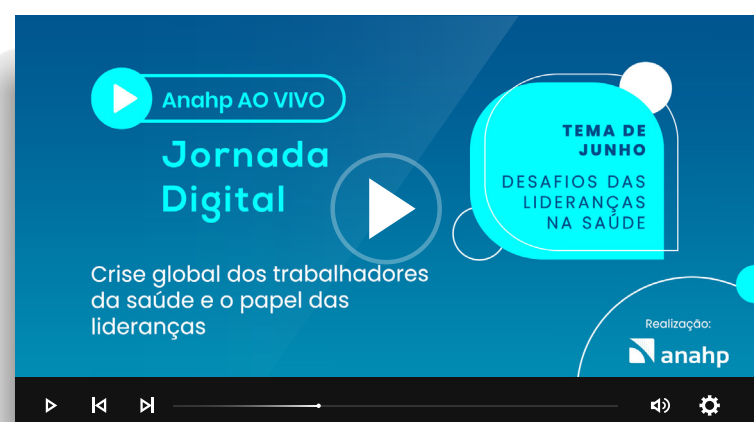 Anahp AO VIVO
Jornada
Digital
Crise global dos trabalhadores
da saúde e o papel das
lideranças
TEMA DE
JUNHO
DESAFIOS DAS
LIDERANÇAS
NA SAÚDE
Realização:
anahp